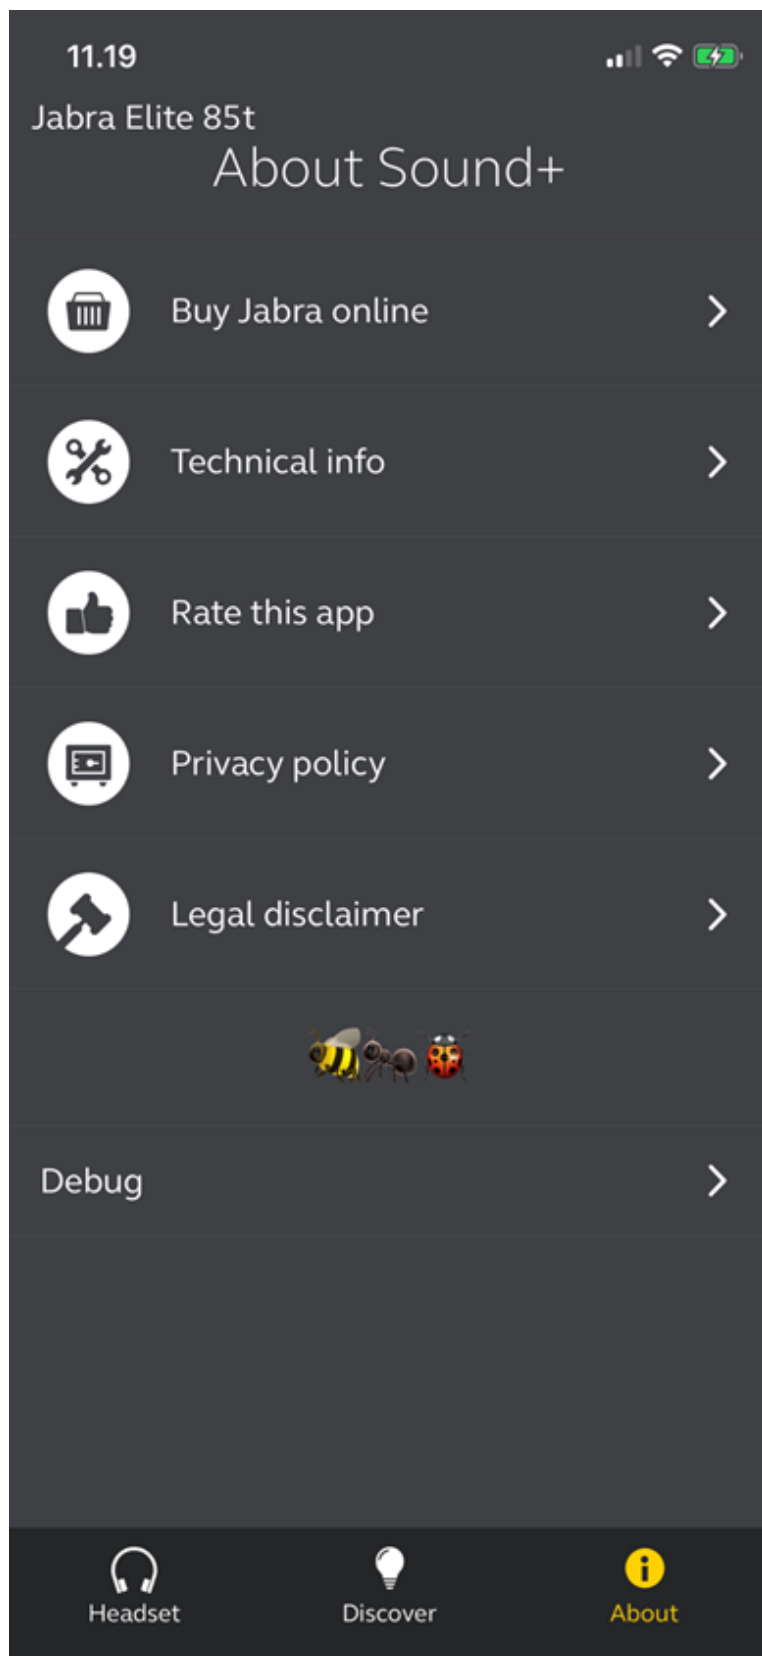 11.19
Jabra Elite 85t
About Sound+
Buy Jabra online
Technical info
Rate this app
Privacy policy
Legal disclaimer
Debug
Headset
Discover
About